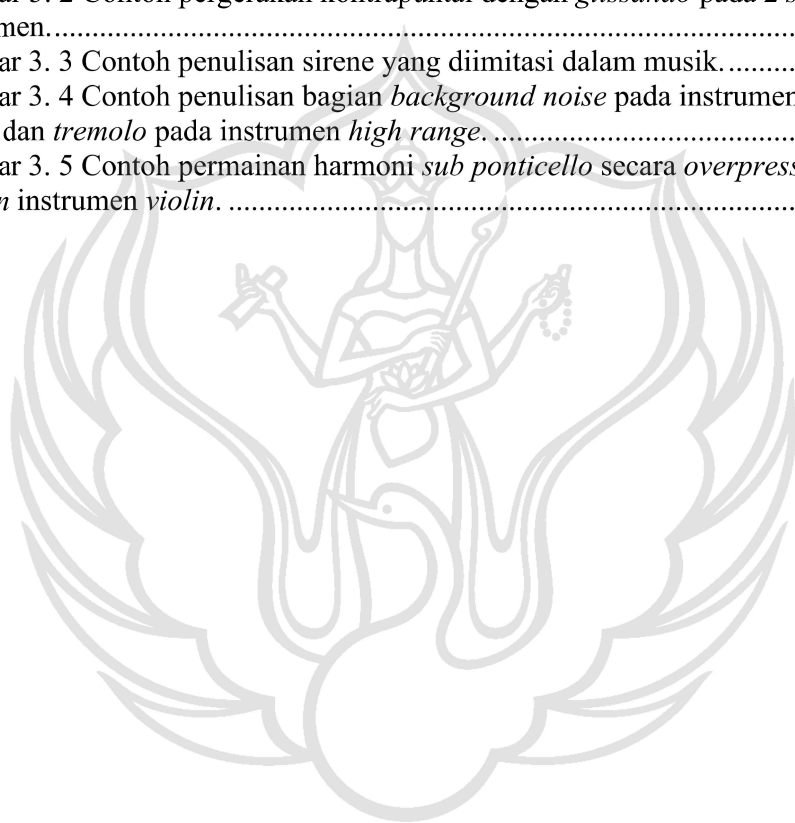 ar 3. 2 Contoh pergerakan kontrapuntal dengan glissando pada 2 s
men.....................................................................................................
ar 3. 3 Contoh penulisan sirene yang diimitasi dalam musik...........
ar 3. 4 Contoh penulisan bagian background noise pada instrumen
dan tremolo pada instrumen high range. ..........................................
ar 3. 5 Contoh permainan harmoni sub ponticello secara overpress
n instrumen violin. .............................................................................